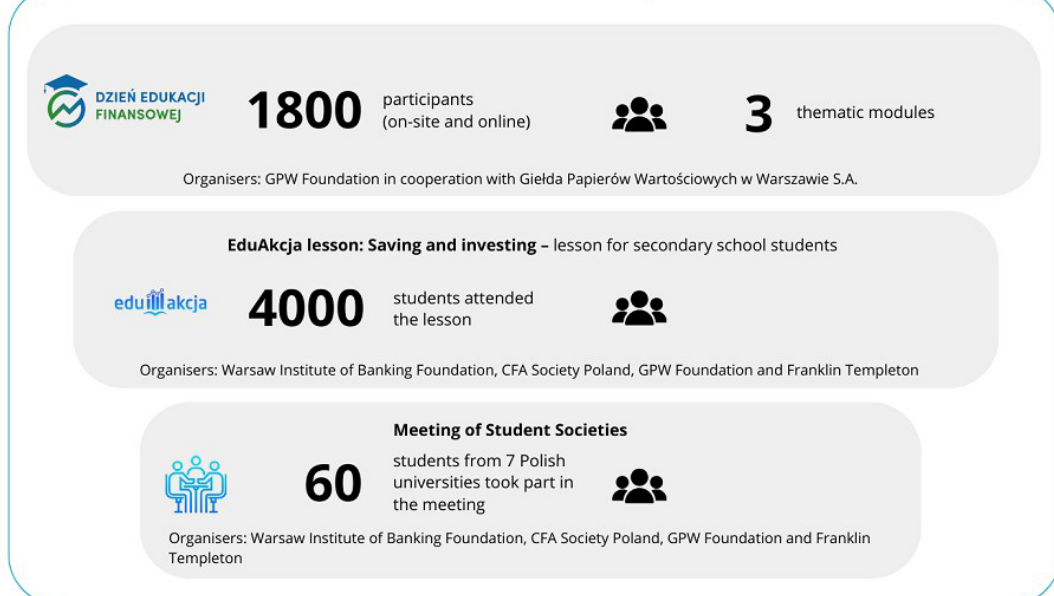 DZIEŃ EDUKACJI
FINANSOWEJ
1800
participants
(on-site and online)
3
thematic modules
Organisers: GPW Foundation in cooperation with Giełda Papierów Wartościowych w Warszawie S.A.
EduAkcja lesson: Saving and investing – lesson for secondary school students
edu akcja
4000
students attended
the lesson
Organisers: Warsaw Institute of Banking Foundation, CFA Society Poland, GPW Foundation and Franklin Templeton
Meeting of Student Societies
60
students from 7 Polish
universities took part in
the meeting
Organisers: Warsaw Institute of Banking Foundation, CFA Society Poland, GPW Foundation and Franklin
Templeton